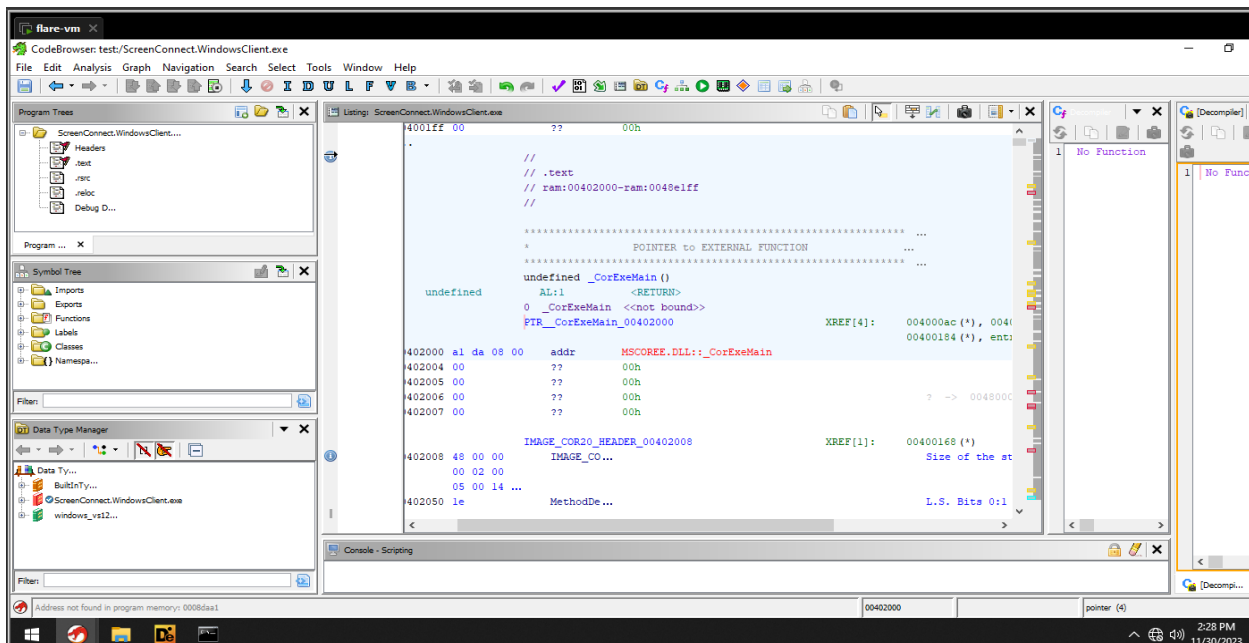 flare-vm
CodeBrowser: test:/ScreenConnect.WindowsClient.exe
File Edit Analysis Graph Navigation Search Select Tools Window Help
I D U L F V B
Program Trees
ScreenConnect.WindowsClient....
Headers
.text
.rsrc
.reloc
Debug D...
Program ...
Symbol Tree
Imports
Exports
Functions
Labels
Classes
Namespa...
Filter:
Data Type Manager
Data Ty...
BuiltInTy...
ScreenConnect.WindowsClient.exe
windows_vs12...
Filter:
Listing: ScreenConnect.WindowsClient.exe
04001ff 00 ?? 00h
//
// .text
// ram:00402000-ram:0048e1ff
//
************************************************************* ...
* POINTER to EXTERNAL FUNCTION ...
************************************************************* ...
undefined _CorExeMain()
undefined AL:1 <RETURN>
0 _CorExeMain <<not bound>>
PTR__CorExeMain_00402000 XREF[4]: 004000ac(*), 004
00400184(*), ent
402000 a1 da 08 00 addr MSCOREE.DLL::_CorExeMain
402004 00 ?? 00h
402005 00 ?? 00h
402006 00 ?? 00h ? -> 004800
402007 00 ?? 00h
IMAGE_COR20_HEADER_00402008 XREF[1]: 00400168(*)
402008 48 00 00 IMAGE_CO... Size of the st
00 02 00
05 00 14 ...
402050 1e MethodDe... L.S. Bits 0:1
Console - Scripting
1 No Function
[Decompiler]
1 No Func
[Decompi...
Address not found in program memory: 0008daa1
00402000
pointer (4)
2:28 PM
11/30/2023